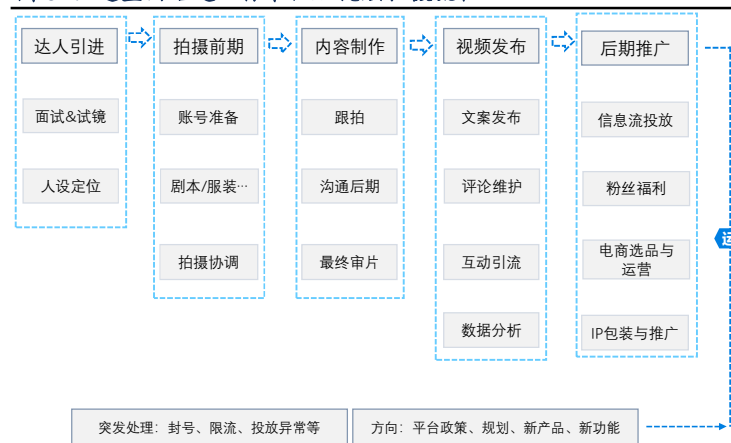 达人引进
拍摄前期
内容制作
视频发布
后期推广
面试&试镜
账号准备
跟拍
文案发布
信息流投放
人设定位
剧本/服装…
沟通后期
评论维护
粉丝福利
拍摄协调
最终审片
互动引流
电商选品与
运营
数据分析
IP包装与推广
突发处理：封号、限流、投放异常等
方向：平台政策、规划、新产品、新功能